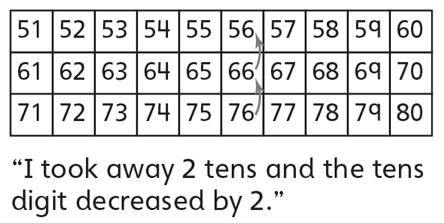 51 52 53 54 55 56 57 58 59 60
61 62 63 64 65 66 67 68 69 70
71 72 73 74 75 76 77 78 79 80
“I took away 2 tens and the tens
digit decreased by 2.”